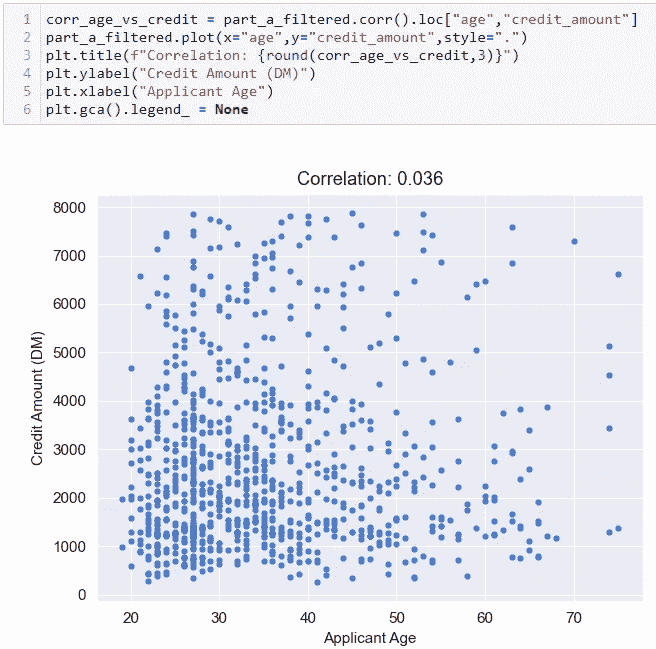 1 corr_age_vs_credit = part_a_filtered.corr().loc["age","credit_amount"]
2 part_a_filtered.plot(x="age",y="credit_amount",style=".")
3 plt.title(f"Correlation: {round(corr_age_vs_credit,3)}")
4 plt.ylabel("Credit Amount (DM)")
5 plt.xlabel("Applicant Age")
6 plt.gca().legend_ = None
Correlation: 0.036
8000
7000
6000
5000
4000
3000
2000
1000
0
Credit Amount (DM)
20 30 40 50 60 70
Applicant Age